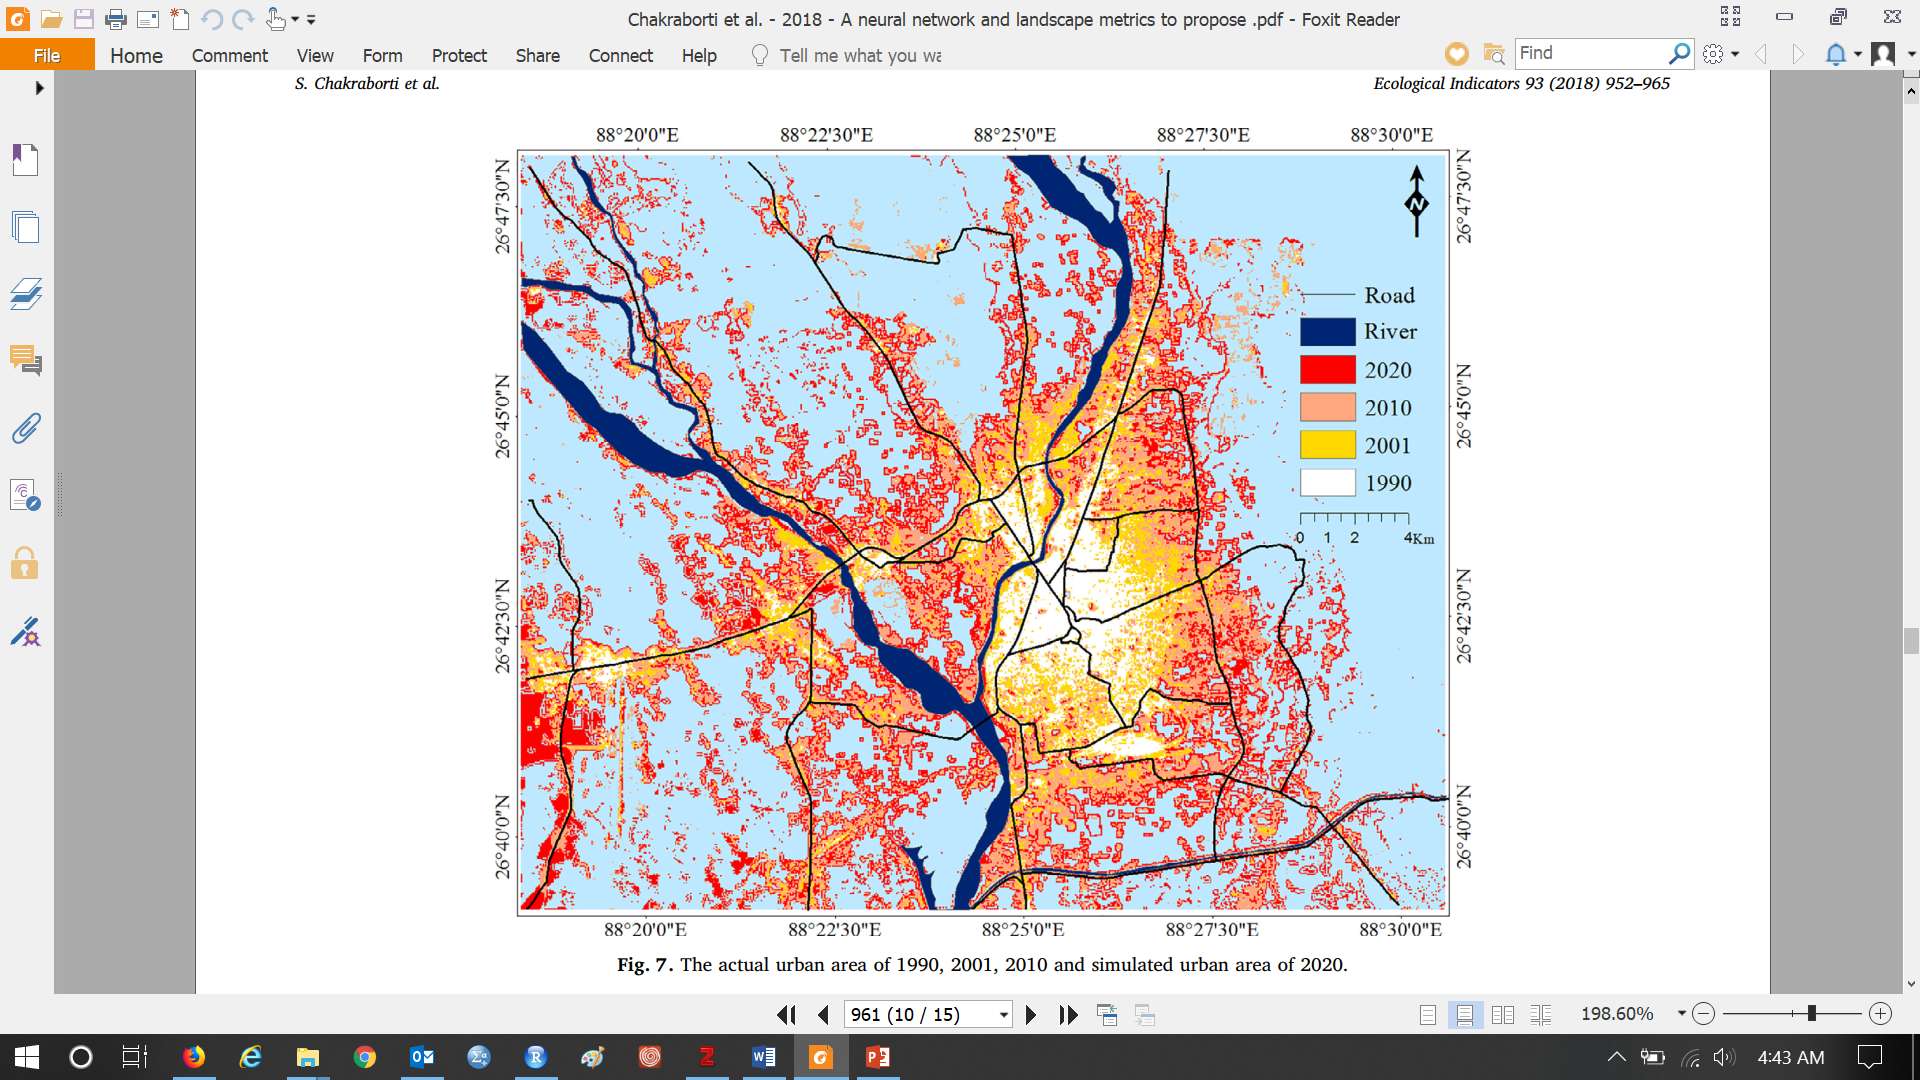 Chakraborti et al. - 2018 - A neural network and landscape metrics to propose .pdf - Foxit Reader
File Home Comment View Form Protect Share Connect Help Tell me what you wa
Find
S. Chakraborti et al.
Ecological Indicators 93 (2018) 952–965
88°20'0"E 88°22'30"E 88°25'0"E 88°27'30"E 88°30'0"E
26°47'30"N
26°47'30"N
N
Road
River
2020
2010
2001
1990
0 1 2 4Km
26°45'0"N
26°45'0"N
26°42'30"N
26°42'30"N
26°40'0"N
26°40'0"N
88°20'0"E 88°22'30"E 88°25'0"E 88°27'30"E 88°30'0"E
Fig. 7. The actual urban area of 1990, 2001, 2010 and simulated urban area of 2020.
961 (10 / 15)
198.60%
4:43 AM